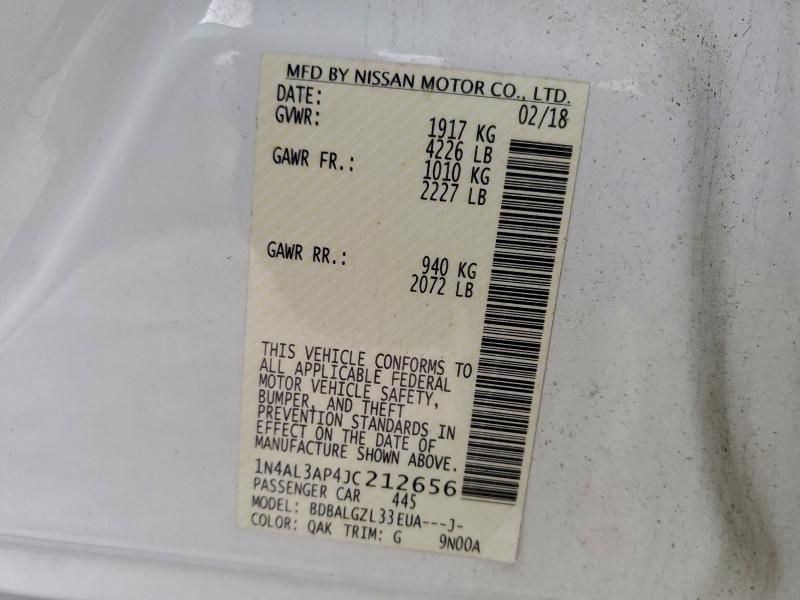 MFD BY NISSAN MOTOR CO., LTD.
DATE: 02/18
GVWR: 1917 KG
4226 LB
GAWR FR.: 1010 KG
2227 LB
GAWR RR.: 940 KG
2072 LB
THIS VEHICLE CONFORMS TO
ALL APPLICABLE FEDERAL
MOTOR VEHICLE SAFETY,
BUMPER, AND THEFT
PREVENTION STANDARDS IN
EFFECT ON THE DATE OF
MANUFACTURE SHOWN ABOVE.
1N4AL3AP4JC212656
PASSENGER CAR 445
MODEL: BDBALGZL33EUA---J-
COLOR: QAK TRIM: G 9N00A